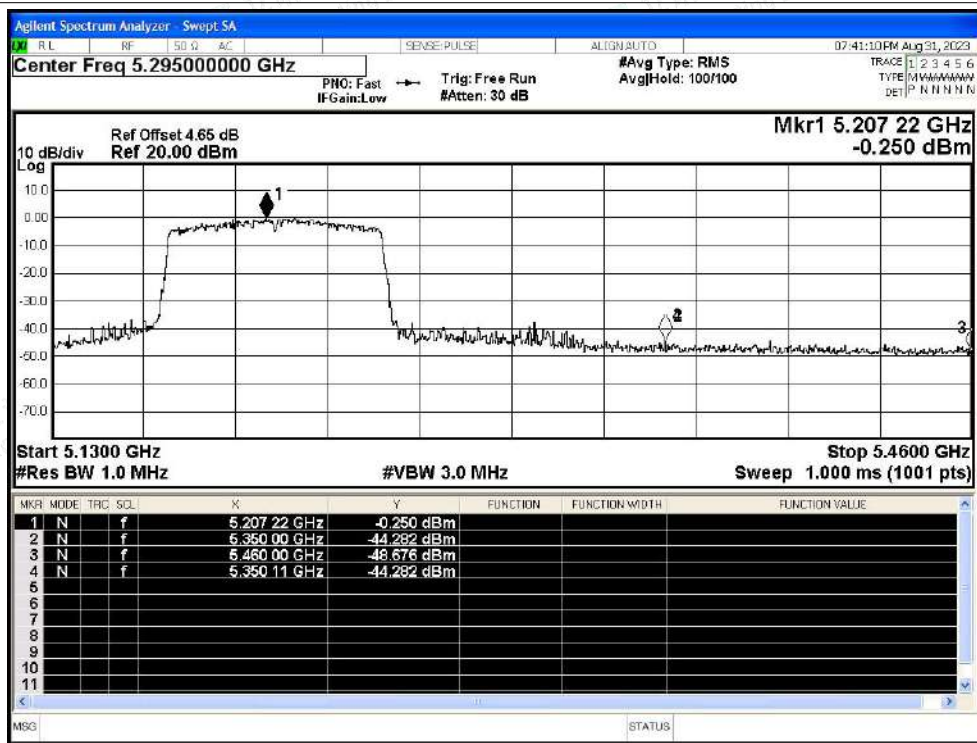 Agilent Spectrum Analyzer - Swept SA
LXI RL RF 50 Ω AC SENSE:PULSE ALIGNAUTO 07:41:10PM Aug31, 2023
Center Freq 5.295000000 GHz
PNO: Fast
IFGain:Low
Trig: Free Run
#Atten: 30 dB
#Avg Type: RMS
Avg|Hold: 100/100
TRACE 1 2 3 4 5 6
TYPE MWWWWW
DET P N N N N N
Mkr1 5.207 22 GHz
-0.250 dBm
Ref Offset 4.65 dB
10 dB/div Ref 20.00 dBm
Log
10.0
0.00
-10.0
-20.0
-30.0
-40.0
-50.0
-60.0
-70.0
1
2
3
Start 5.1300 GHz Stop 5.4600 GHz
#Res BW 1.0 MHz #VBW 3.0 MHz Sweep 1.000 ms (1001 pts)
MKR MODE TRC SCL X Y FUNCTION FUNCTION WIDTH FUNCTION VALUE
1 N f 5.207 22 GHz -0.250 dBm
2 N f 5.350 00 GHz -44.282 dBm
3 N f 5.460 00 GHz -48.676 dBm
4 N f 5.350 11 GHz -44.282 dBm
5
6
7
8
9
10
11
MSG STATUS